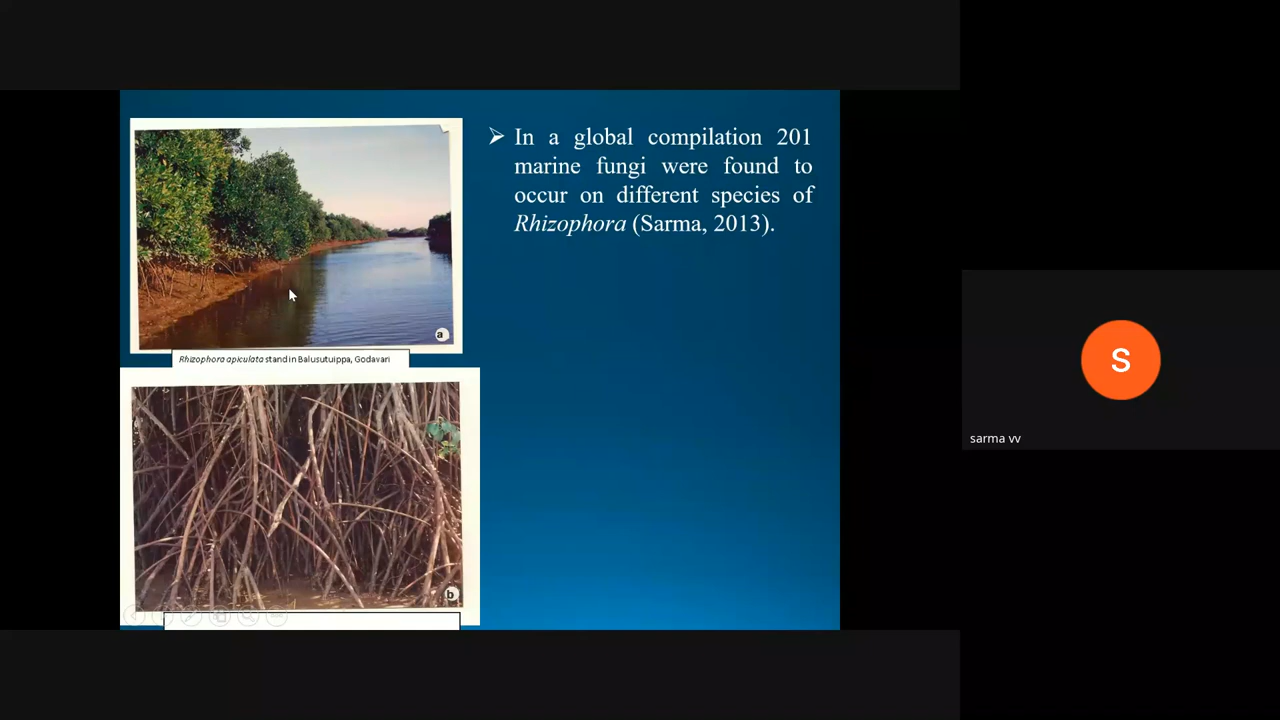 ➢ In a global compilation 201
marine fungi were found to
occur on different species of
Rhizophora (Sarma, 2013).
a
Rhizophora apiculata stand in Balusutuippa, Godavari
b
S
sarma vv